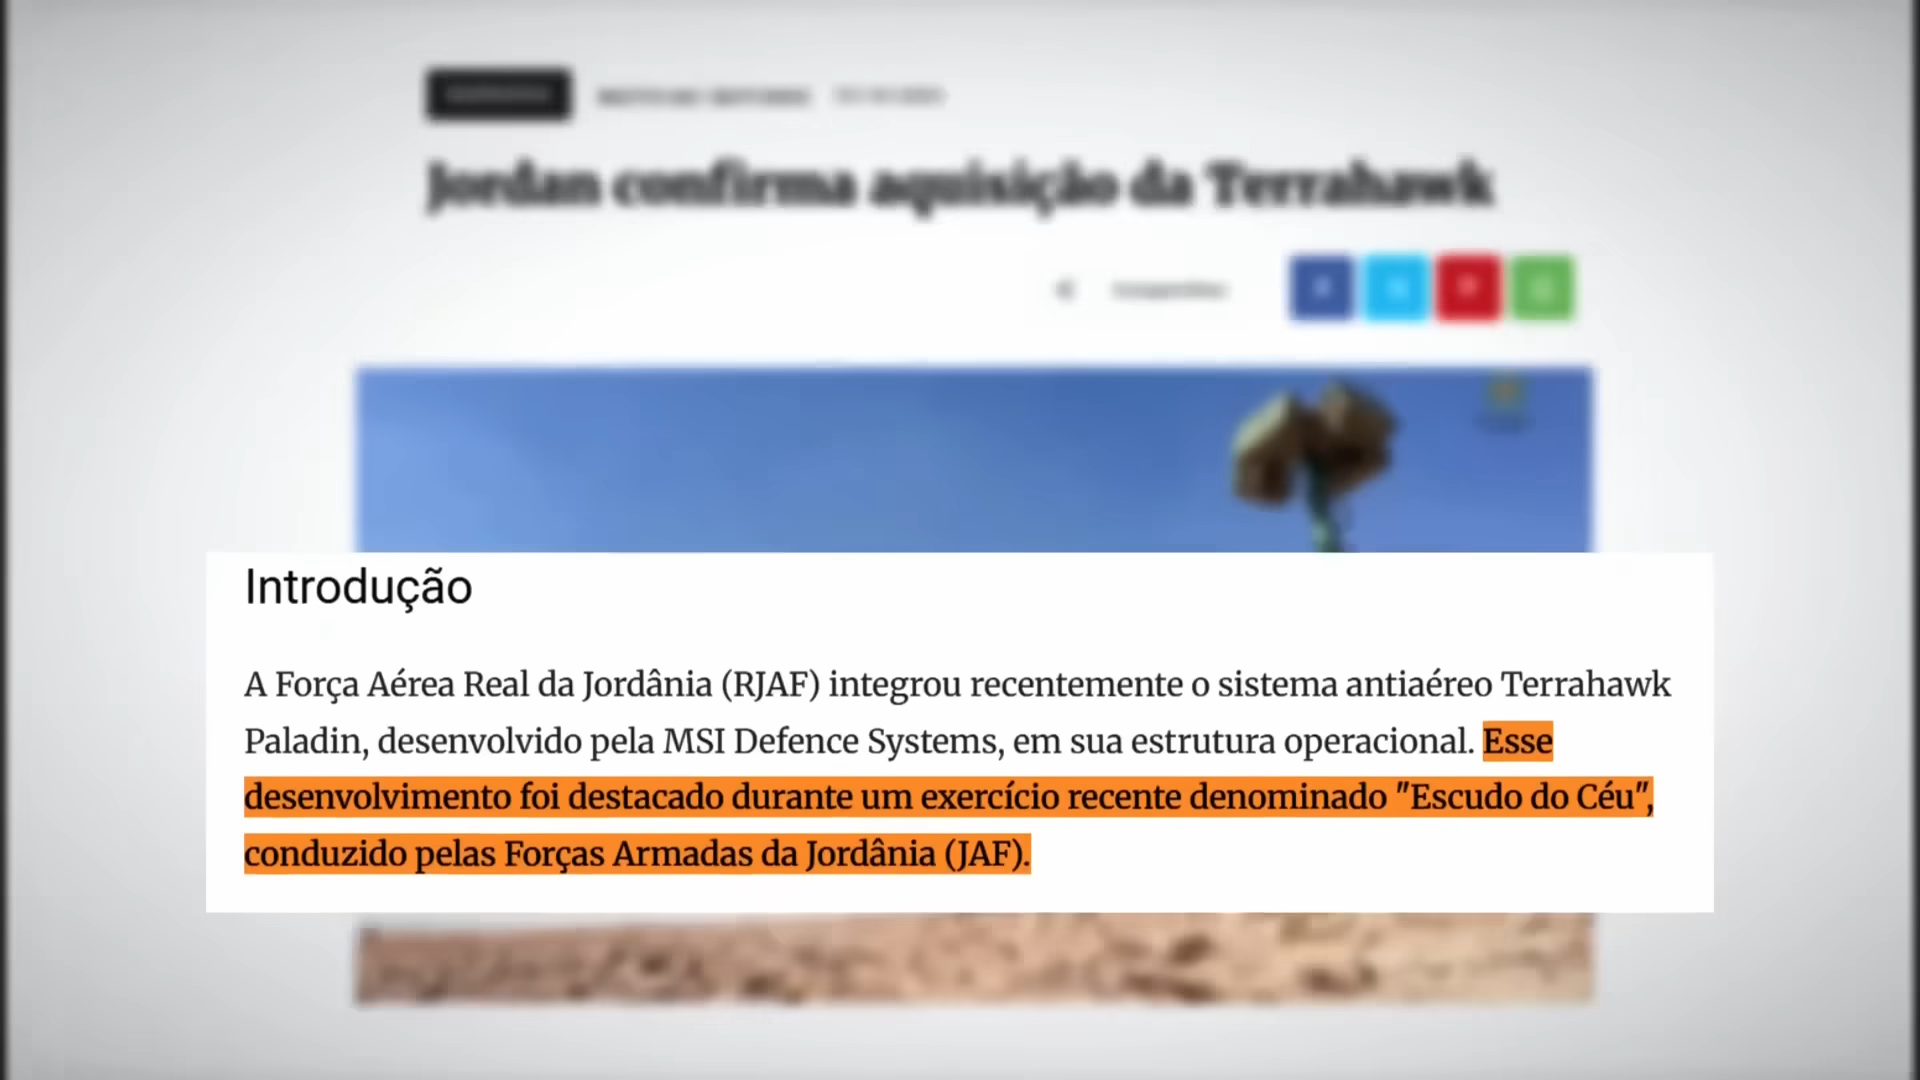 Jordan confirma aquisição da Terrahawk
Introdução
A Força Aérea Real da Jordânia (RJAF) integrou recentemente o sistema antiaéreo Terrahawk
Paladin, desenvolvido pela MSI Defence Systems, em sua estrutura operacional. Esse
desenvolvimento foi destacado durante um exercício recente denominado "Escudo do Céu",
conduzido pelas Forças Armadas da Jordânia (JAF).